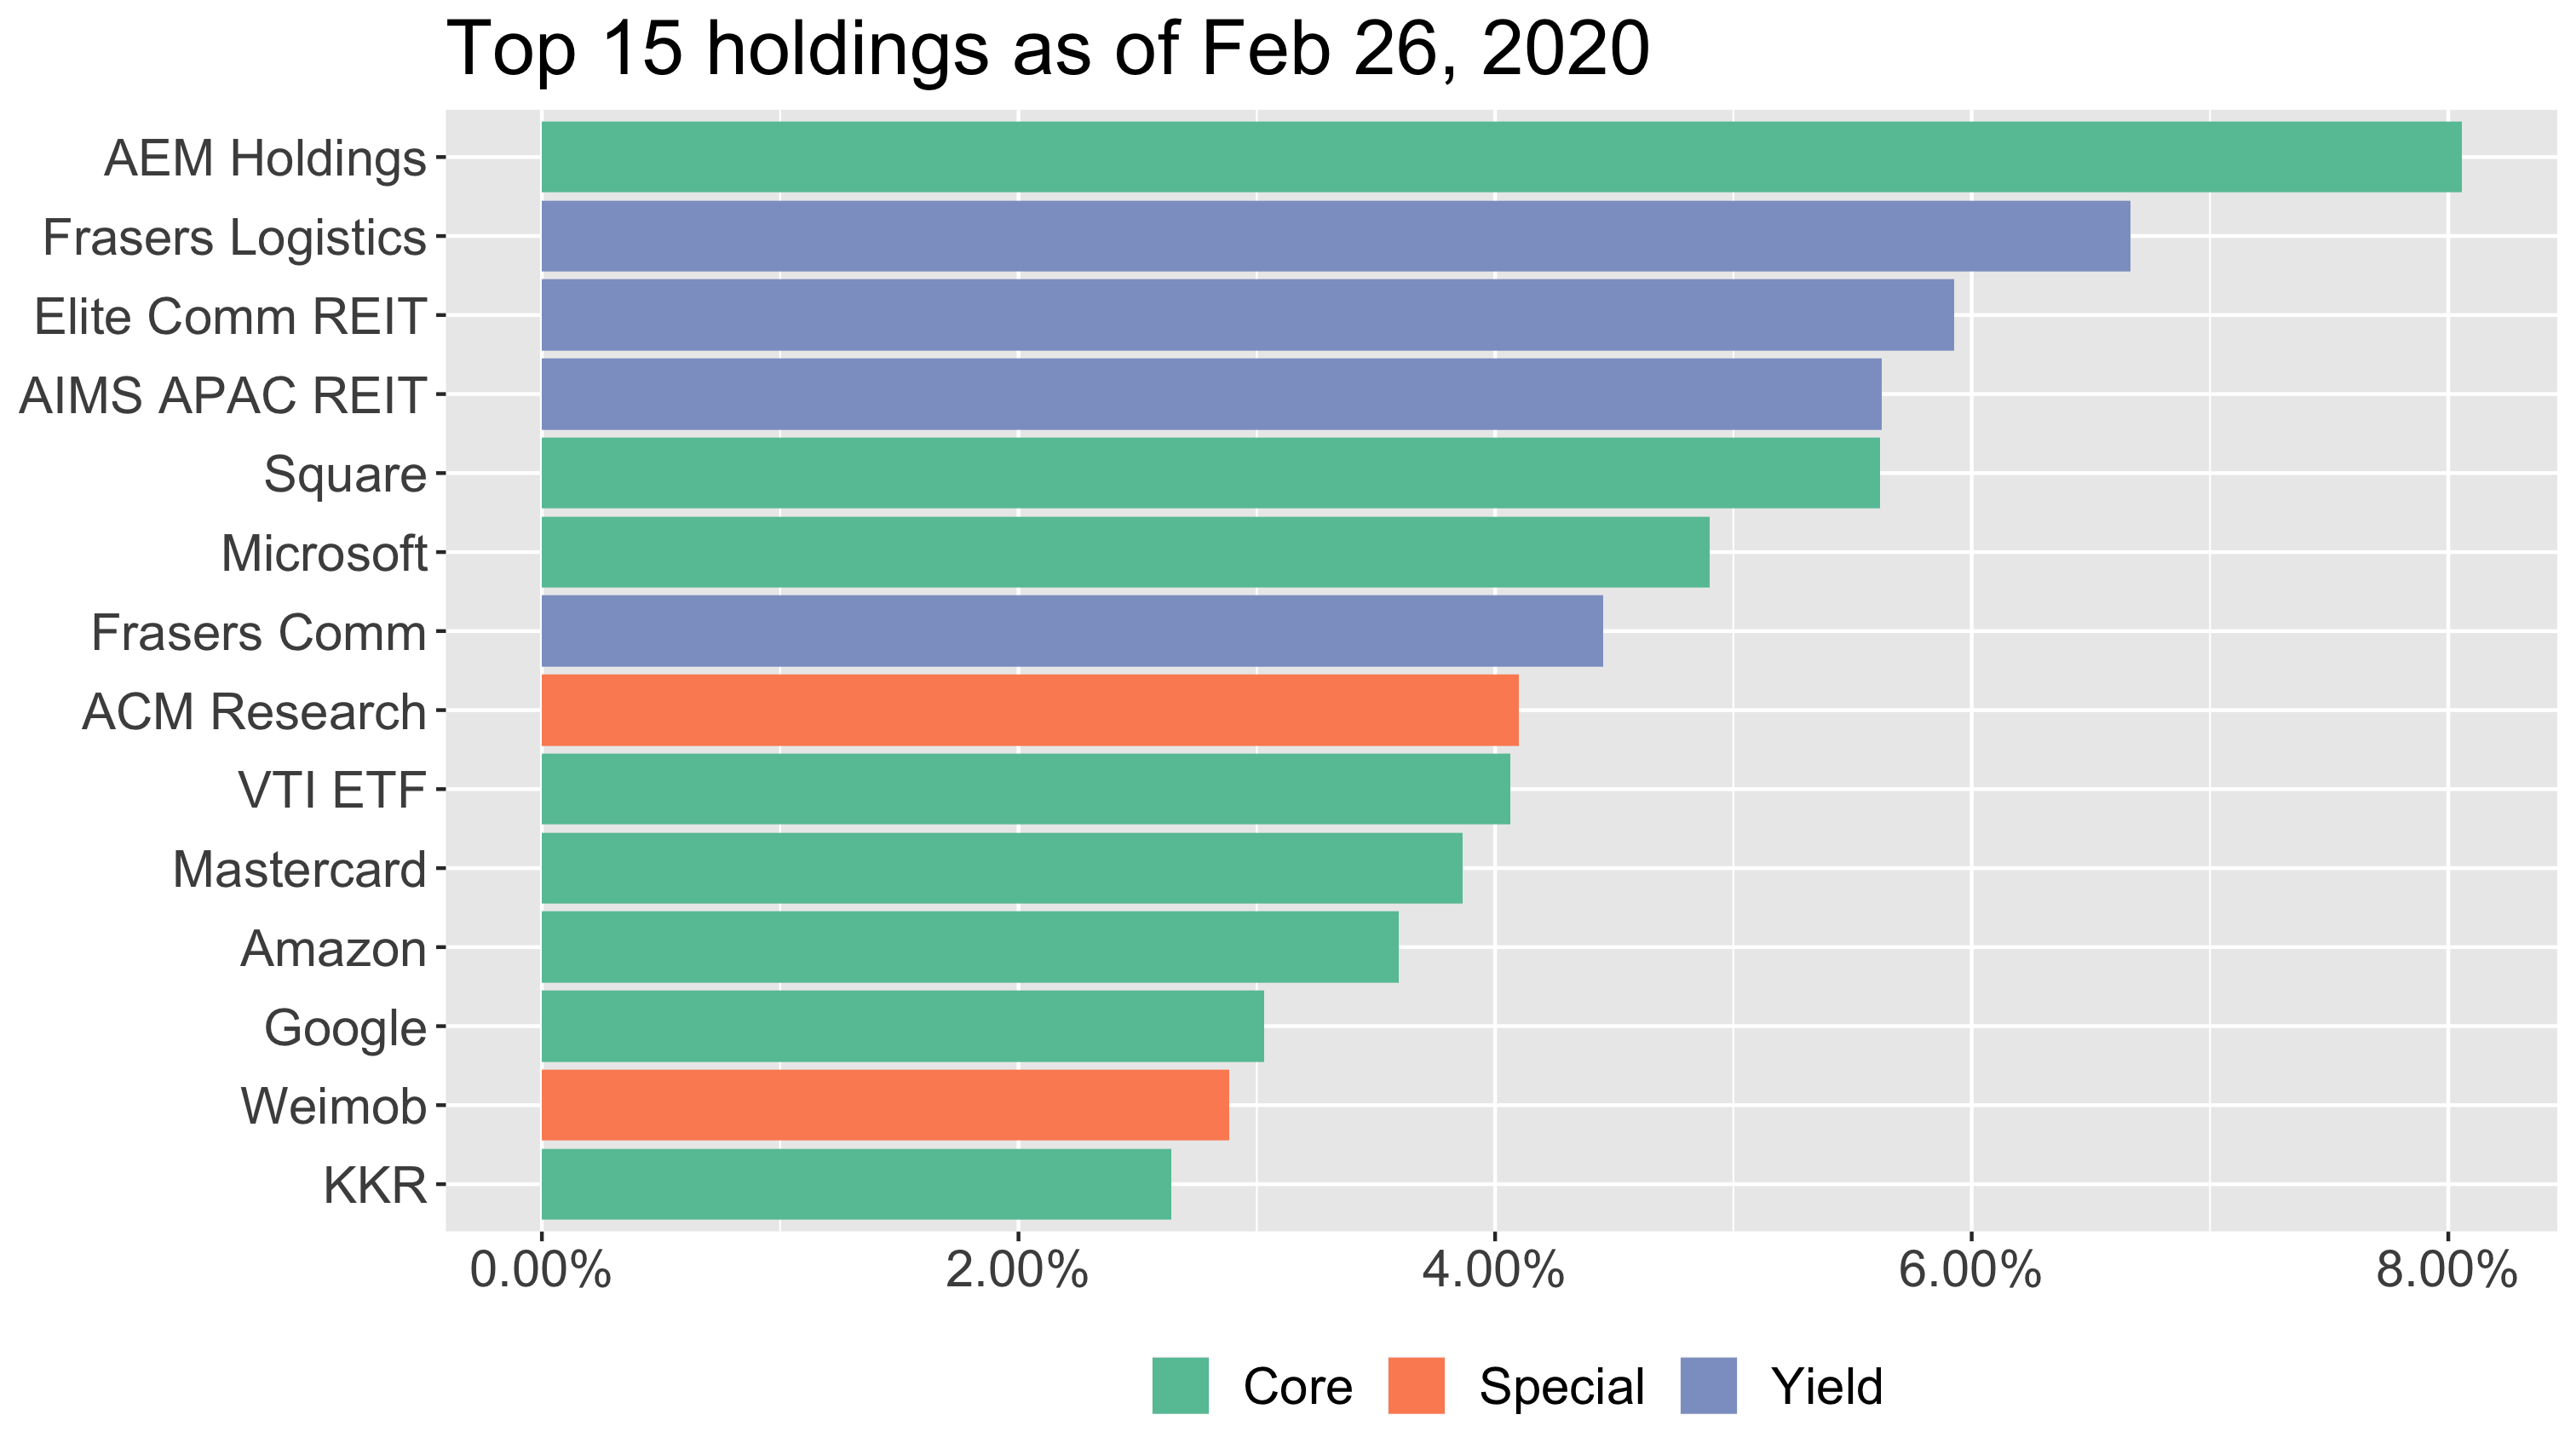 Top 15 holdings as of Feb 26, 2020
AEM Holdings
Frasers Logistics
Elite Comm REIT
AIMS APAC REIT
Square
Microsoft
Frasers Comm
ACM Research
VTI ETF
Mastercard
Amazon
Google
Weimob
KKR
0.00% 2.00% 4.00% 6.00% 8.00%
Core Special Yield